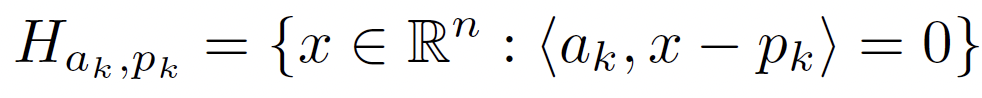 $H_{a_k,p_k} = \{x \in \mathbb{R}^n : \langle a_k, x - p_k \rangle = 0\}$